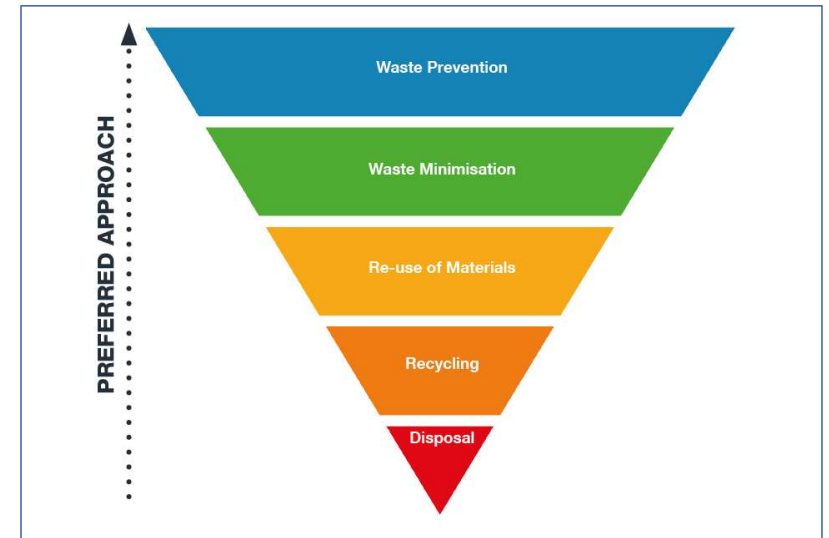 PREFERRED APPROACH
Waste Prevention
Waste Minimisation
Re-use of Materials
Recycling
Disposal